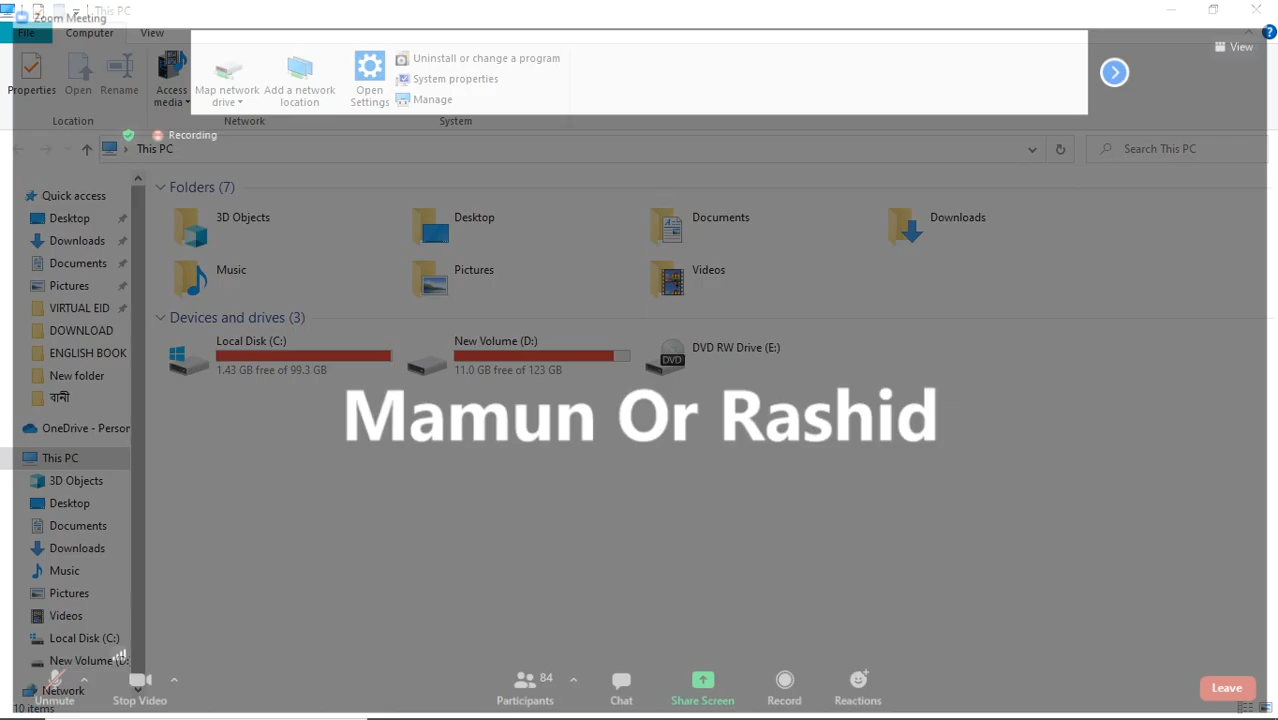 This PC
Zoom Meeting
File
Computer
View
View
Properties
Open
Rename
Access media
Map network drive
Add a network location
Open Settings
Uninstall or change a program
System properties
Manage
Location
Network
System
Recording
This PC
Search This PC
Quick access
Desktop
Downloads
Documents
Pictures
VIRTUAL EID
DOWNLOAD
ENGLISH BOOK
New folder
বাণী
OneDrive - Person
This PC
3D Objects
Desktop
Documents
Downloads
Music
Pictures
Videos
Local Disk (C:)
New Volume (D:
Network
Folders (7)
3D Objects
Desktop
Documents
Downloads
Music
Pictures
Videos
Devices and drives (3)
Local Disk (C:)
1.43 GB free of 99.3 GB
New Volume (D:)
11.0 GB free of 123 GB
DVD RW Drive (E:)
DVD
Mamun Or Rashid
Unmute
Stop Video
84
Participants
Chat
Share Screen
Record
Reactions
Leave
10 items